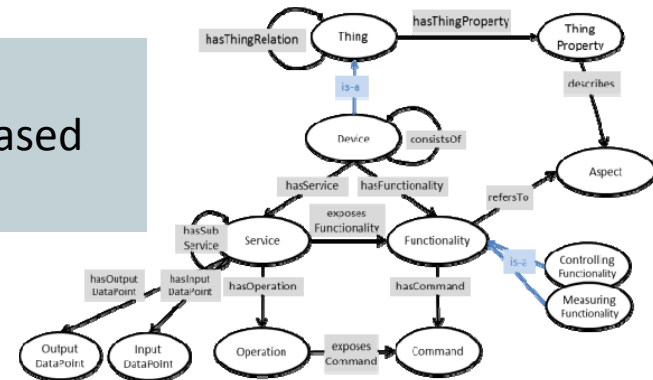 ased
hasThingRelation
Thing
hasThingProperty
Thing
Property
is-a
describes
Device
consistsOf
Aspect
hasService
hasFunctionality
refersTo
hasSub
Service
Service
exposes
Functionality
Functionality
is-a
Controlling
Functionality
Measuring
Functionality
hasOutput
DataPoint
hasInput
DataPoint
hasOperation
hasCommand
Output
DataPoint
Input
DataPoint
Operation
exposes
Command
Command